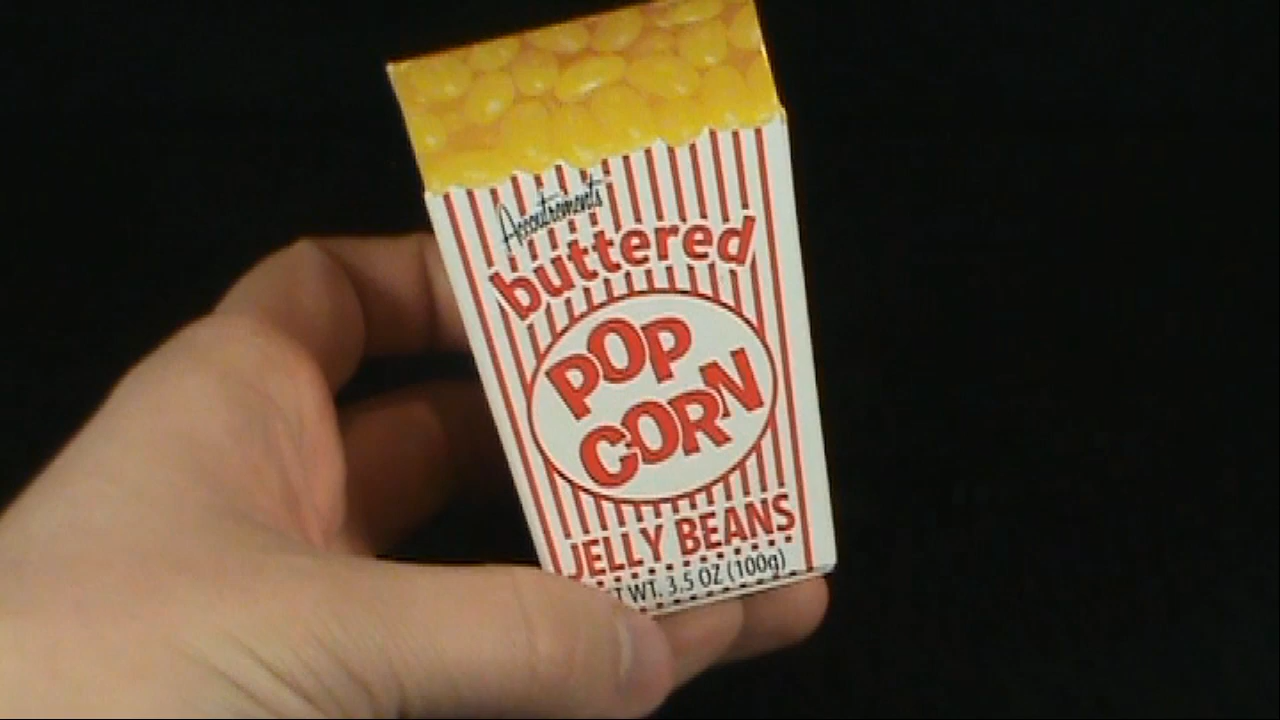 Accoutrements
buttered
POP
CORN
JELLY BEANS
WT. 3.5 OZ (100g)